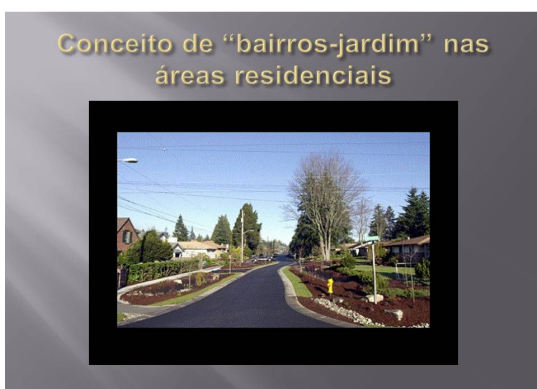 Conceito de “bairros-jardim” nas
áreas residenciais